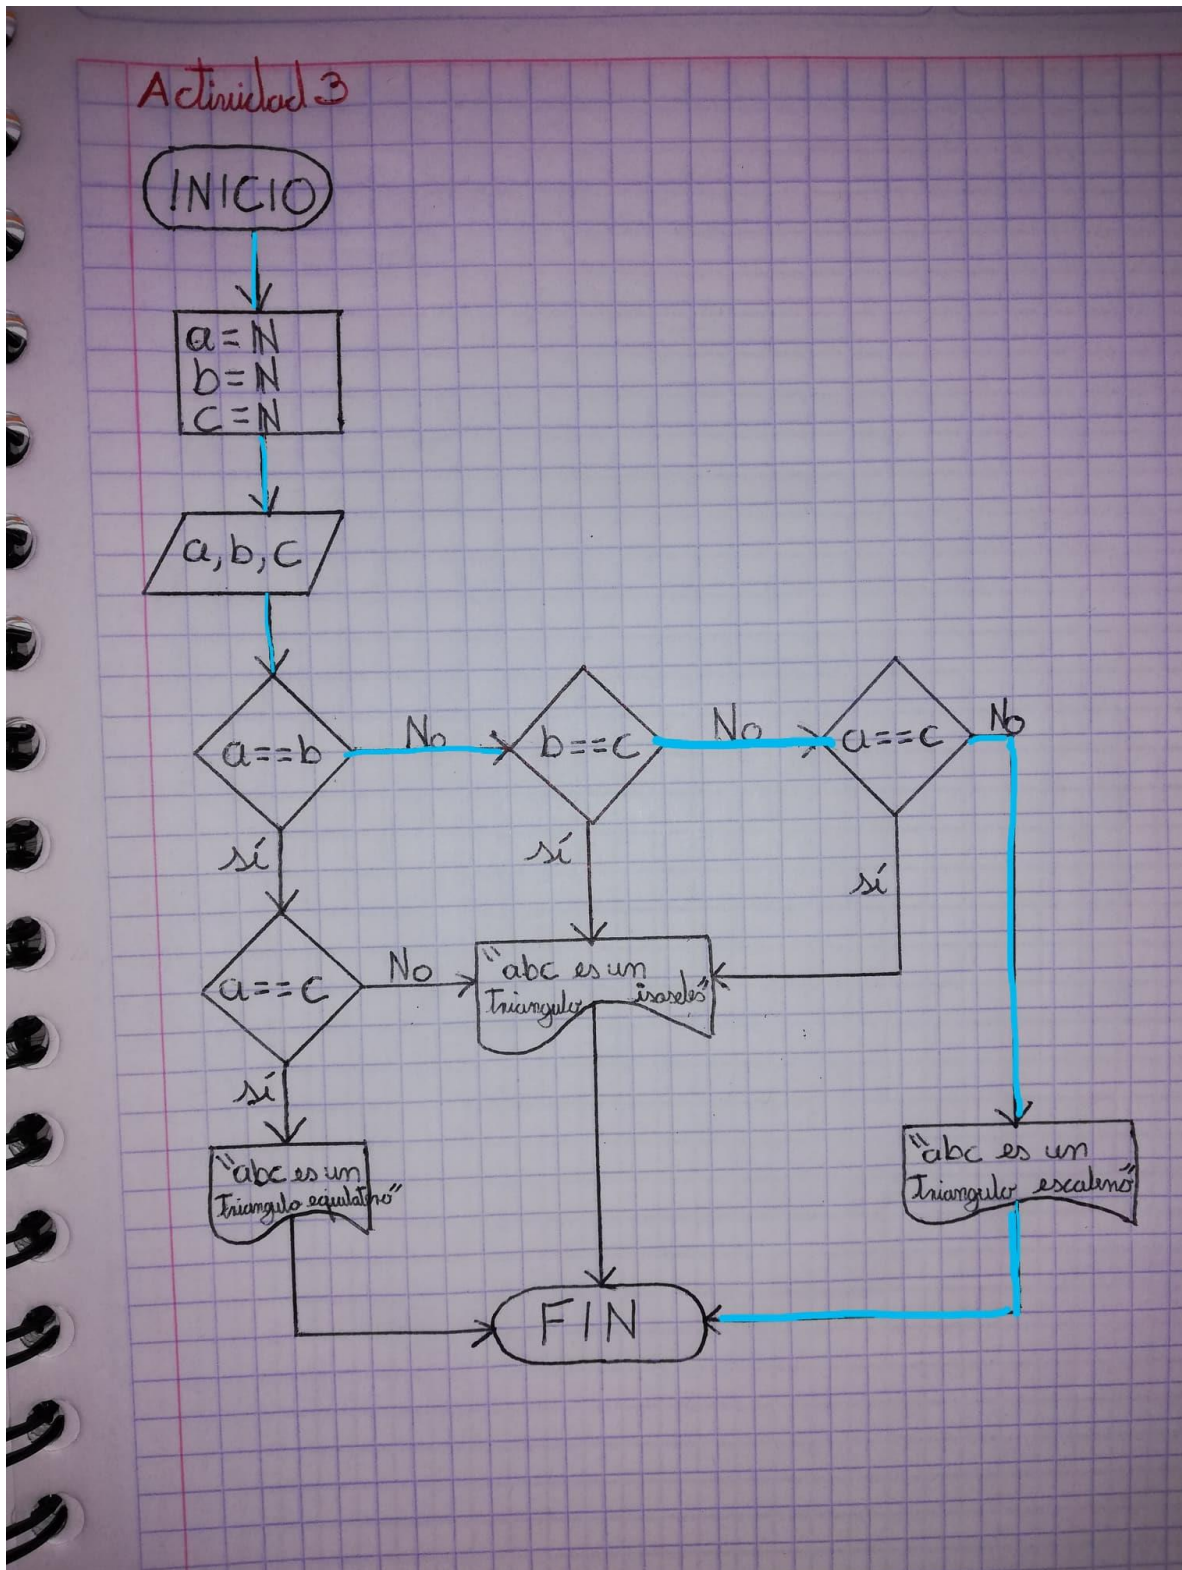 Actividad 3
INICIO
a=ℕ
b=ℕ
c=ℕ
a,b,c
a==b
No
b==c
No
a==c
No
sí
sí
sí
a==c
No
"abc es un
triangulo isoseles"
sí
"abc es un
triangulo equilatero"
"abc es un
triangulo escaleno"
FIN